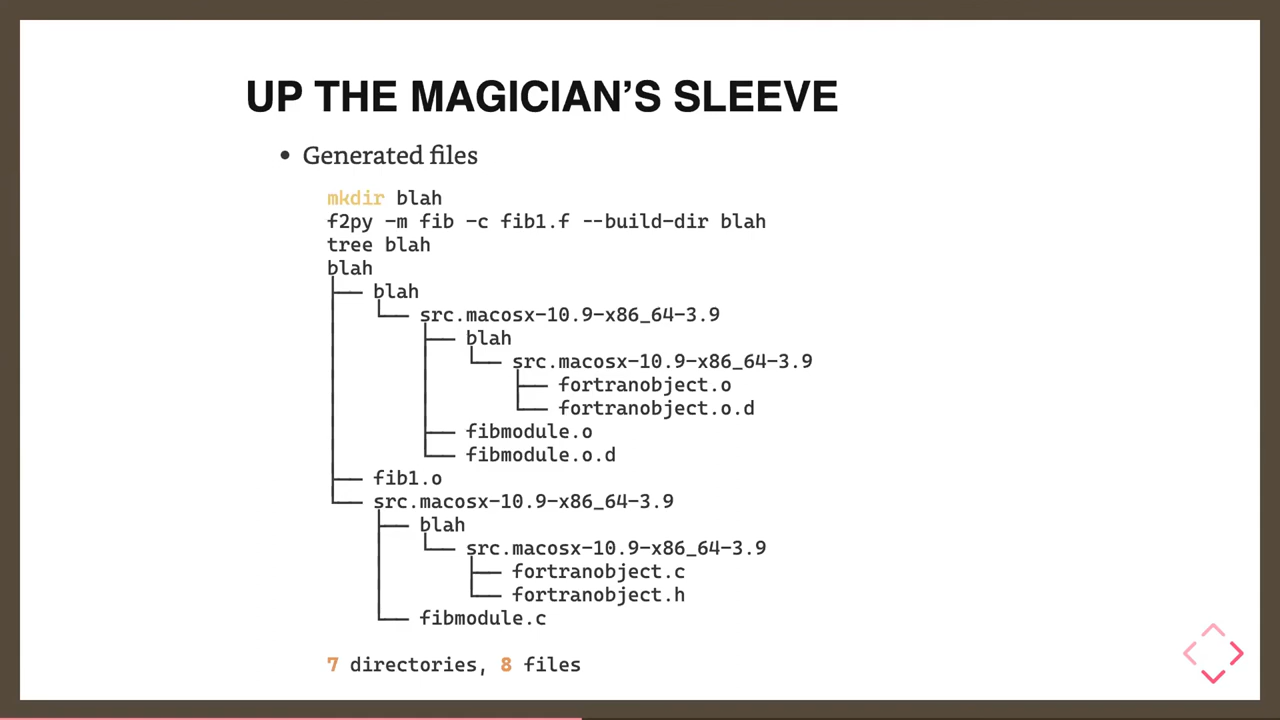 UP THE MAGICIAN’S SLEEVE
• Generated files
mkdir blah
f2py -m fib -c fib1.f --build-dir blah
tree blah
blah
├── blah
│   └── src.macosx-10.9-x86_64-3.9
│       ├── blah
│       │   └── src.macosx-10.9-x86_64-3.9
│       │       ├── fortranobject.o
│       │       └── fortranobject.o.d
│       ├── fibmodule.o
│       └── fibmodule.o.d
├── fib1.o
└── src.macosx-10.9-x86_64-3.9
    ├── blah
    │   └── src.macosx-10.9-x86_64-3.9
    │       ├── fortranobject.c
    │       └── fortranobject.h
    └── fibmodule.c
7 directories, 8 files